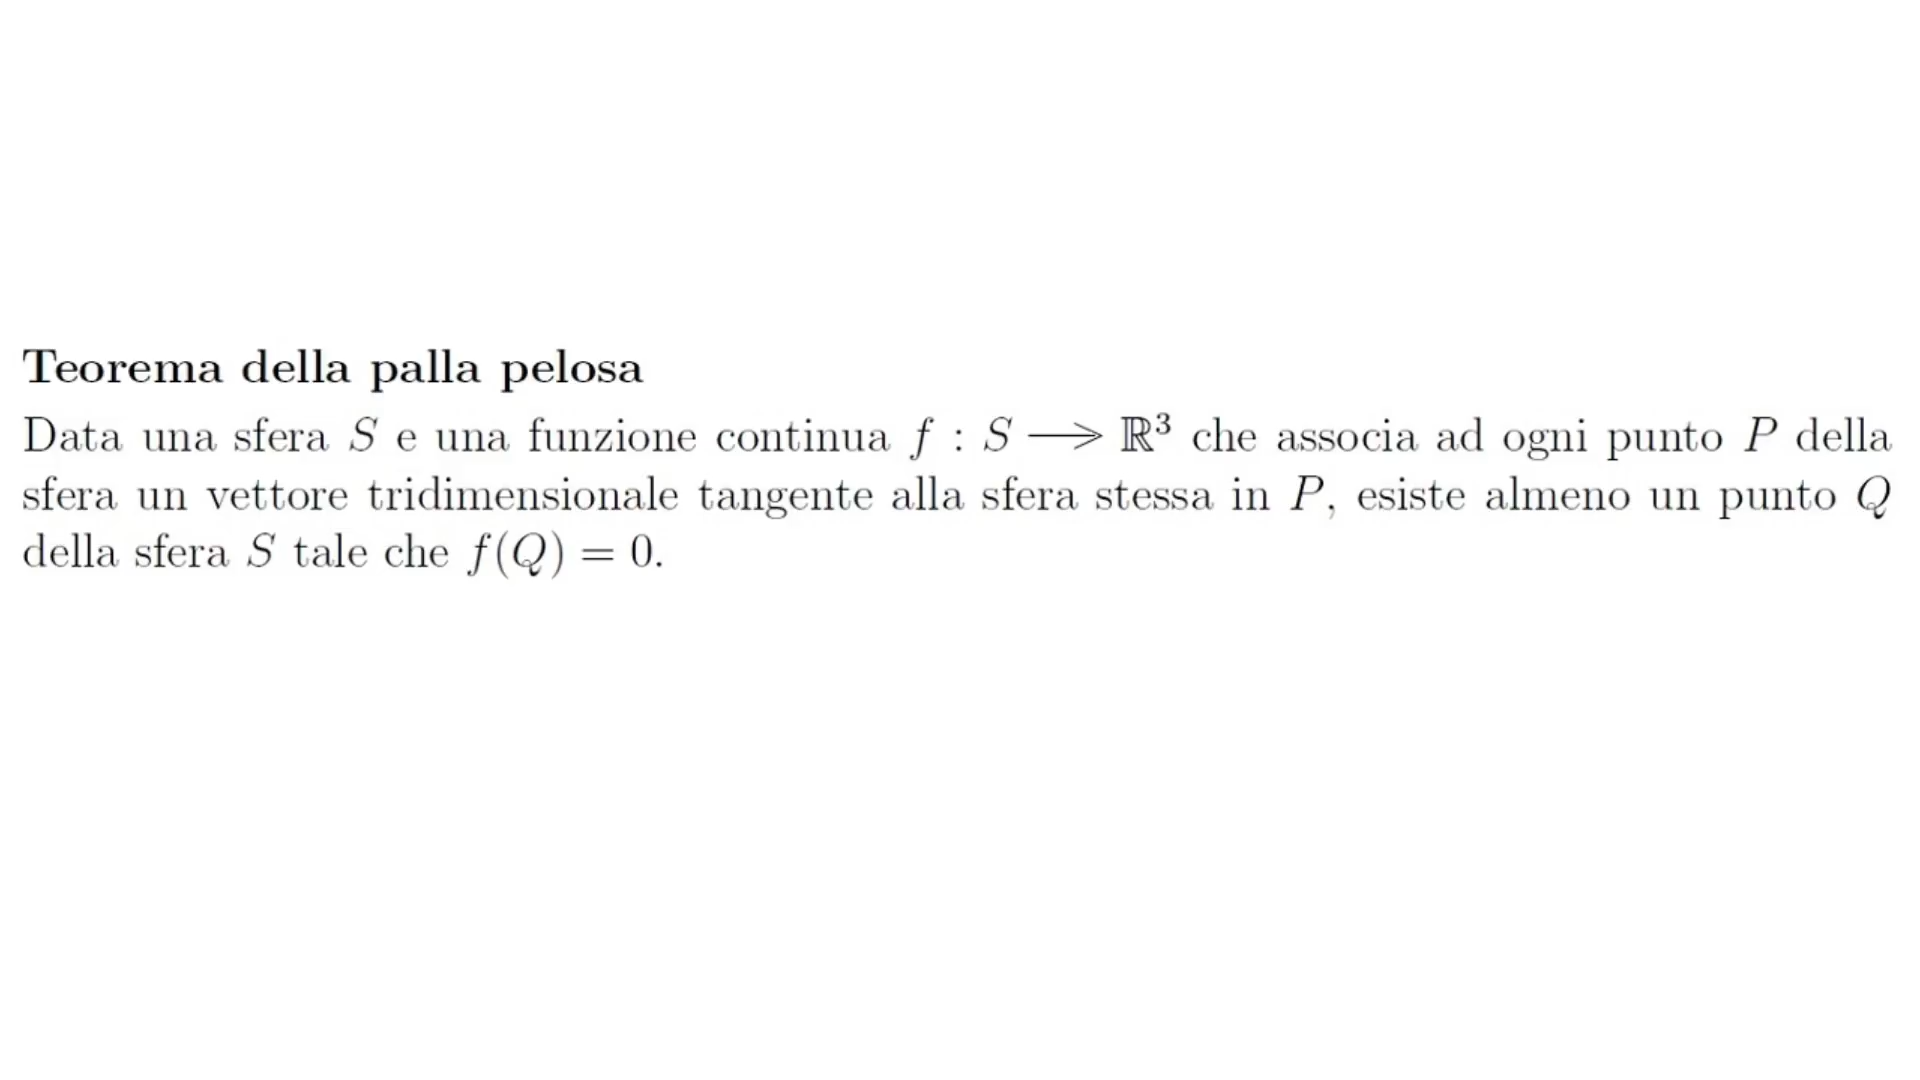 Teorema della palla pelosa
Data una sfera S e una funzione continua f : S ⟶ ℝ³ che associa ad ogni punto P della
sfera un vettore tridimensionale tangente alla sfera stessa in P, esiste almeno un punto Q
della sfera S tale che f(Q) = 0.